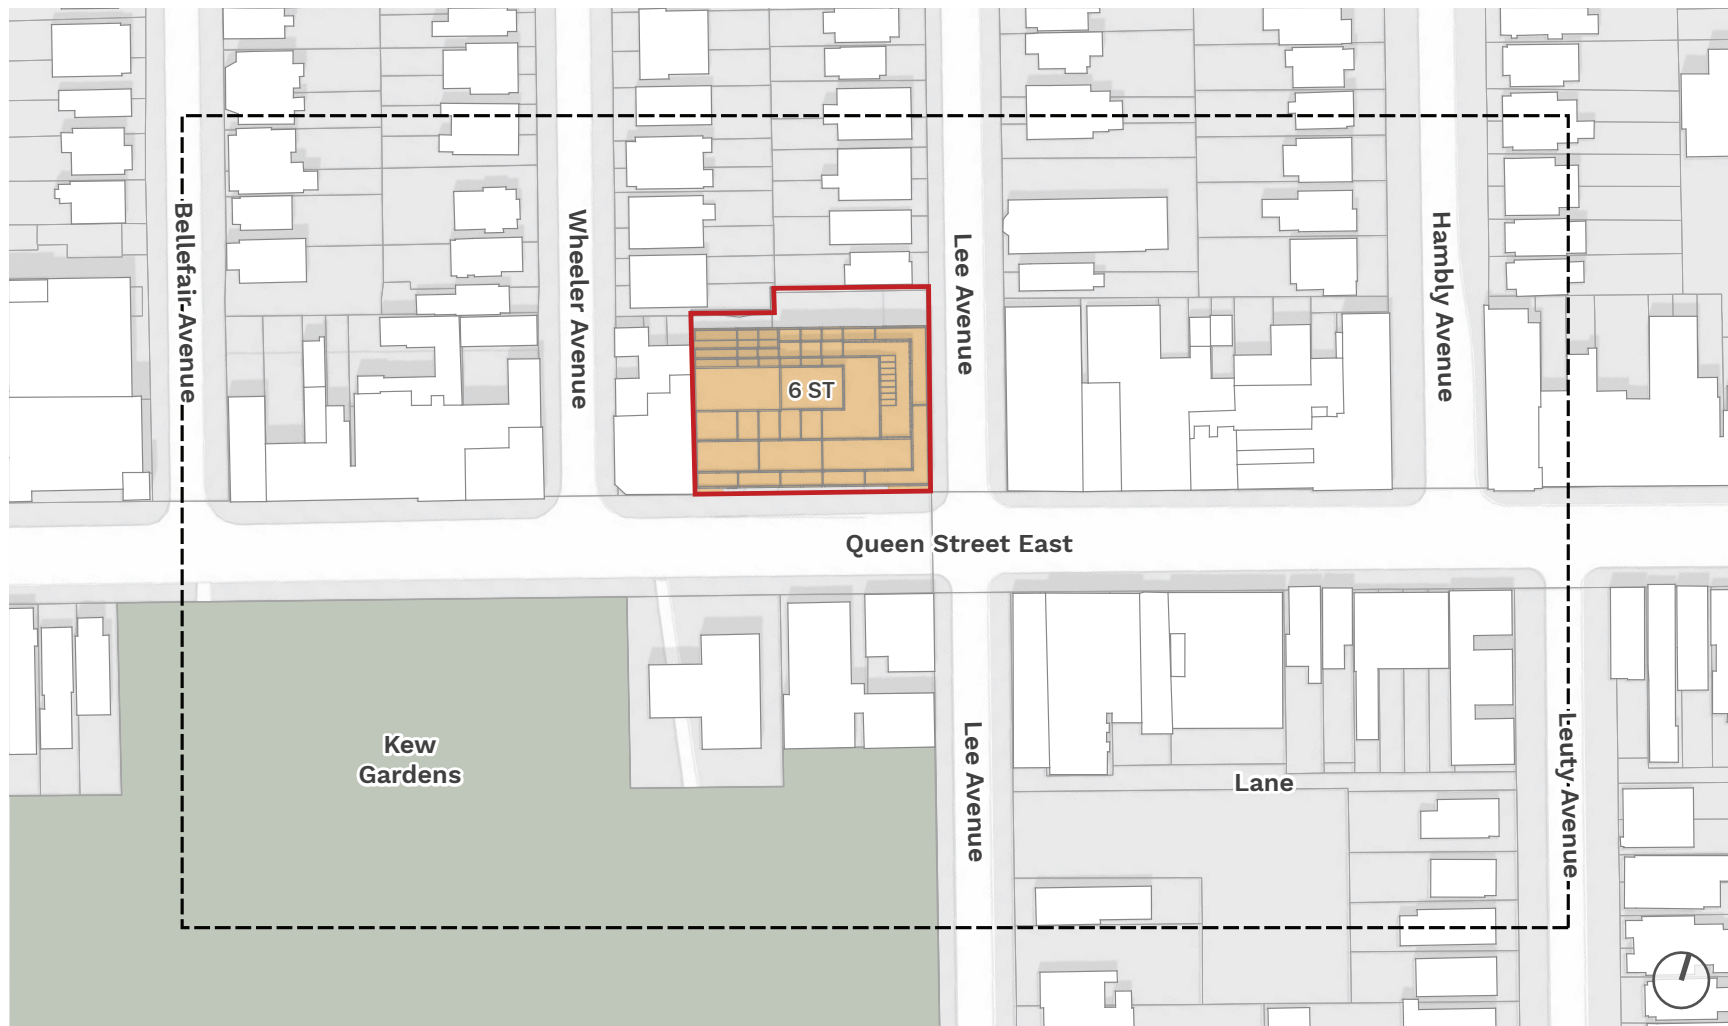 Bellefair Avenue
Wheeler Avenue
Lee Avenue
Hambly Avenue
6 ST
Queen Street East
Kew
Gardens
Lee Avenue
Lane
Leuty Avenue